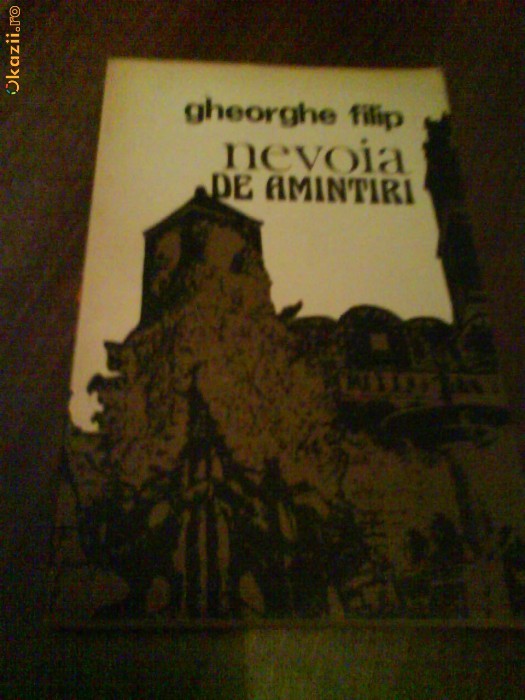 Okazii.ro
gheorghe filip
nevoia
DE AMINTIRI